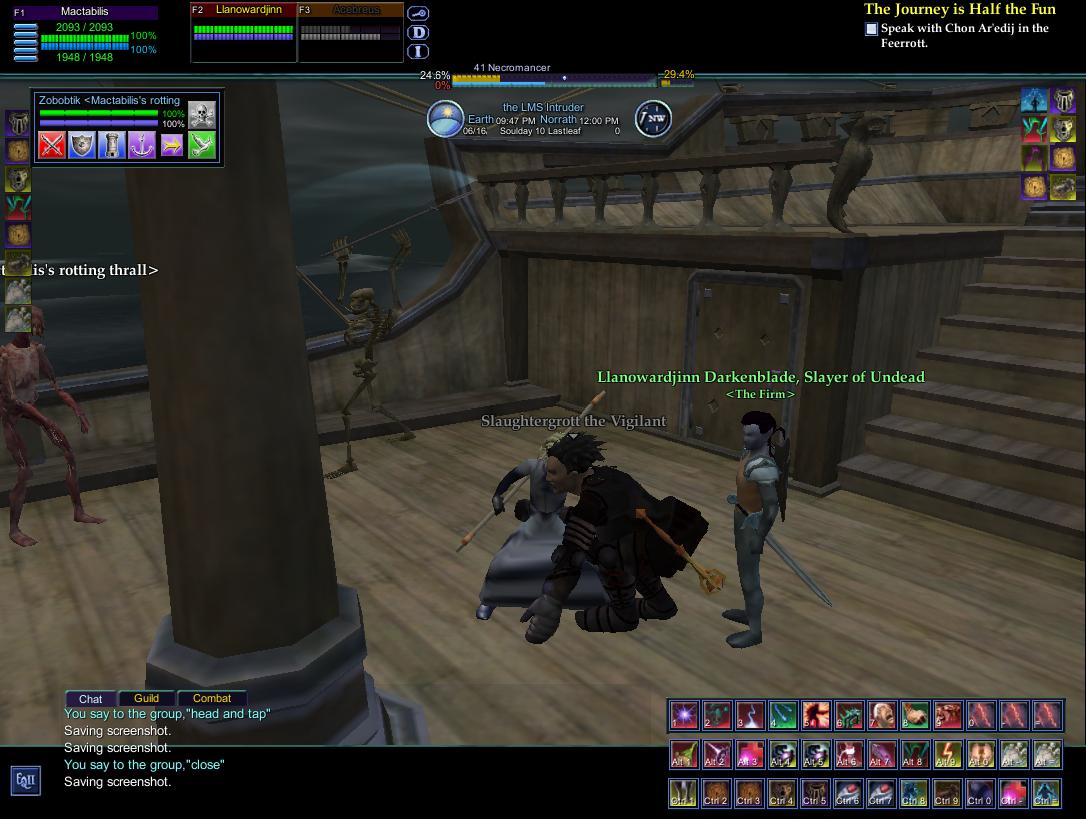 F1 Mactabilis
2093 / 2093
100%
100%
1948 / 1948
F2 Llanowardjinn
F3 Acebreus
D
I
The Journey is Half the Fun
Speak with Chon Ar'edij in the
Feerrott.
41 Necromancer
24.6%
0%
29.4%
Zobobtik <Mactabilis's rotting
100%
100%
the LMS Intruder
Earth 09:47 PM Norrath 12:00 PM
06/16 Soulday 10 Lastleaf 0
NW
is's rotting thrall>
Llanowardjinn Darkenblade, Slayer of Undead
<The Firm>
Slaughtergrott the Vigilant
Chat Guild Combat
You say to the group,"head and tap"
Saving screenshot.
Saving screenshot.
You say to the group,"close"
Saving screenshot.
EQII
1 2 3 4 5 6 7 8 9 0 - =
Alt 1 Alt 2 Alt 3 Alt 4 Alt 5 Alt 6 Alt 7 Alt 8 Alt 9 Alt 0 Alt - Alt =
Ctrl 1 Ctrl 2 Ctrl 3 Ctrl 4 Ctrl 5 Ctrl 6 Ctrl 7 Ctrl 8 Ctrl 9 Ctrl 0 Ctrl - Ctrl =